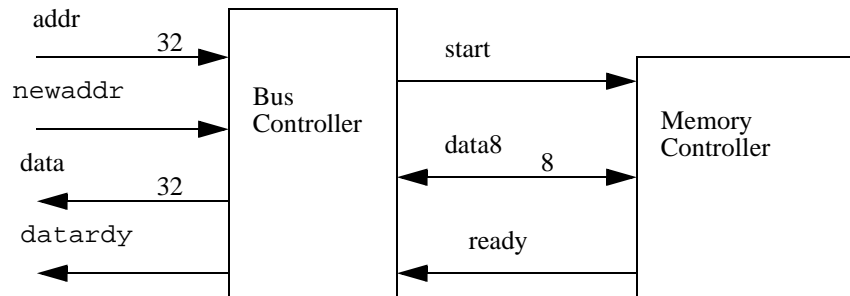 addr
32
newaddr
data
32
datardy
Bus
Controller
start
data8
8
ready
Memory
Controller